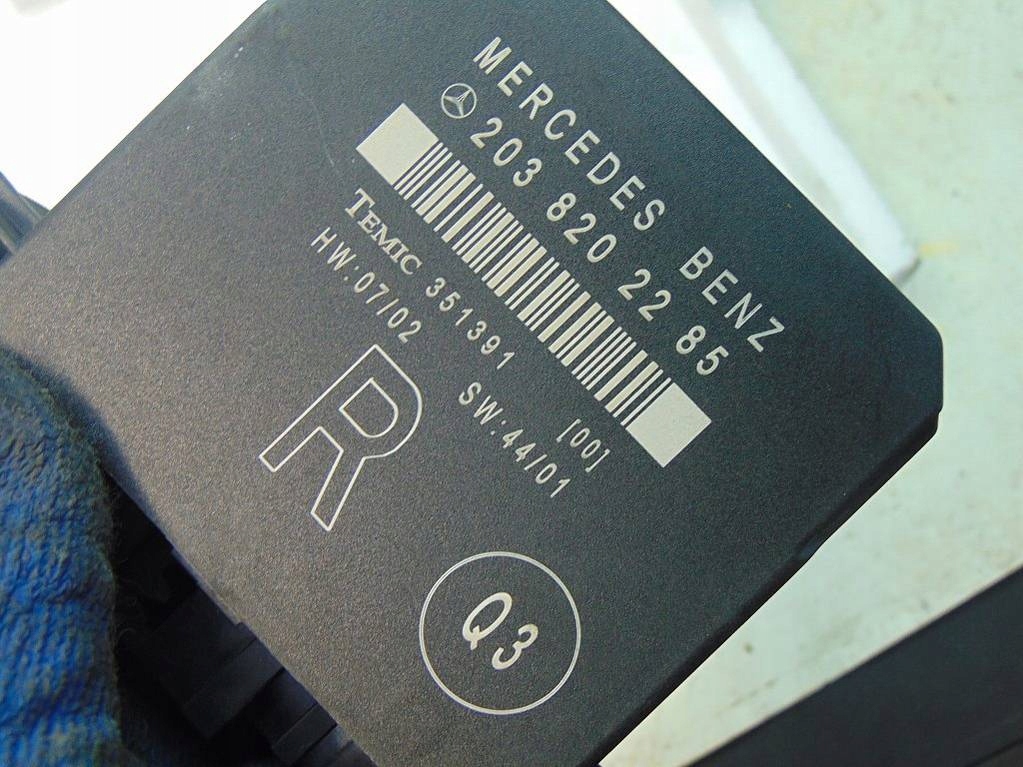 MERCEDES BENZ
203 820 22 85
TEMIC 351391 [00]
HW:07/02 SW:44/01
R
Q3